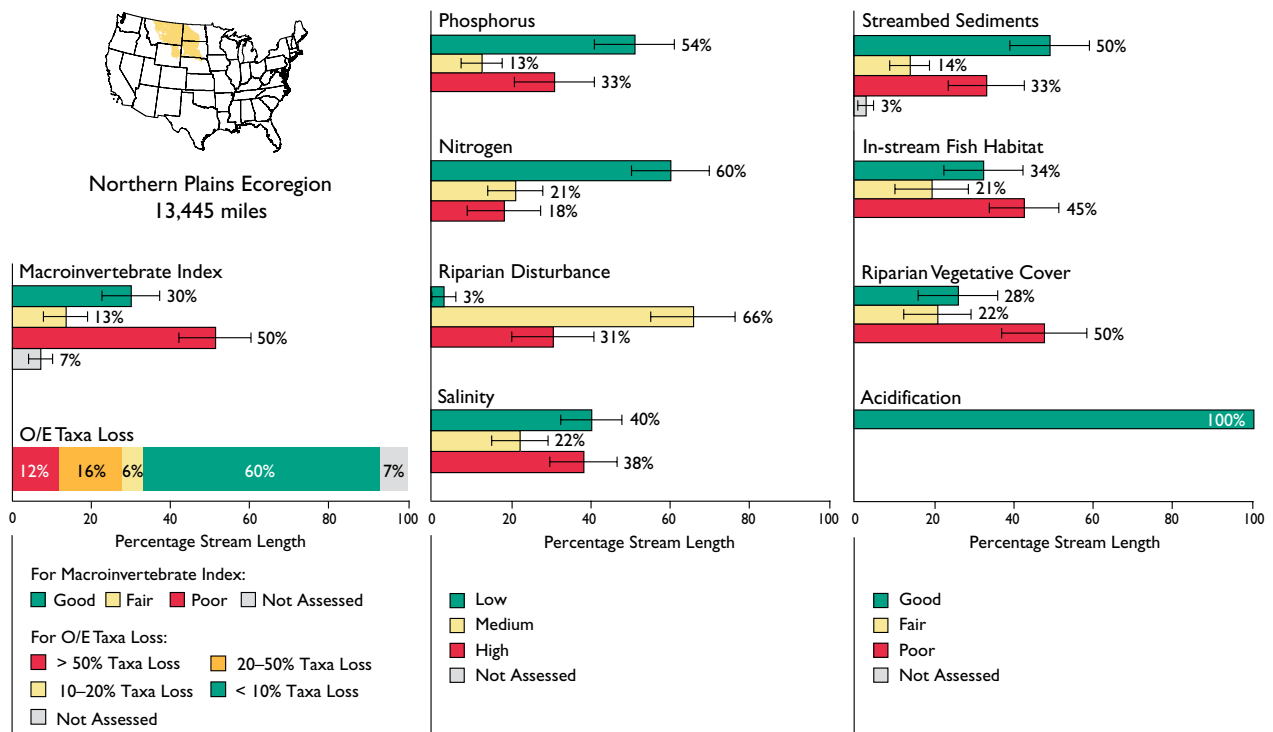 Northern Plains Ecoregion
13,445 miles
Macroinvertebrate Index
30%
13%
50%
7%
O/E Taxa Loss
12% 16% 6% 60% 7%
0 20 40 60 80 100
Percentage Stream Length
For Macroinvertebrate Index:
Good Fair Poor Not Assessed
For O/E Taxa Loss:
> 50% Taxa Loss 20–50% Taxa Loss
10–20% Taxa Loss < 10% Taxa Loss
Not Assessed
Phosphorus
54%
13%
33%
Nitrogen
60%
21%
18%
Riparian Disturbance
3%
66%
31%
Salinity
40%
22%
38%
0 20 40 60 80 100
Percentage Stream Length
Low
Medium
High
Not Assessed
Streambed Sediments
50%
14%
33%
3%
In-stream Fish Habitat
34%
21%
45%
Riparian Vegetative Cover
28%
22%
50%
Acidification
100%
0 20 40 60 80 100
Percentage Stream Length
Good
Fair
Poor
Not Assessed